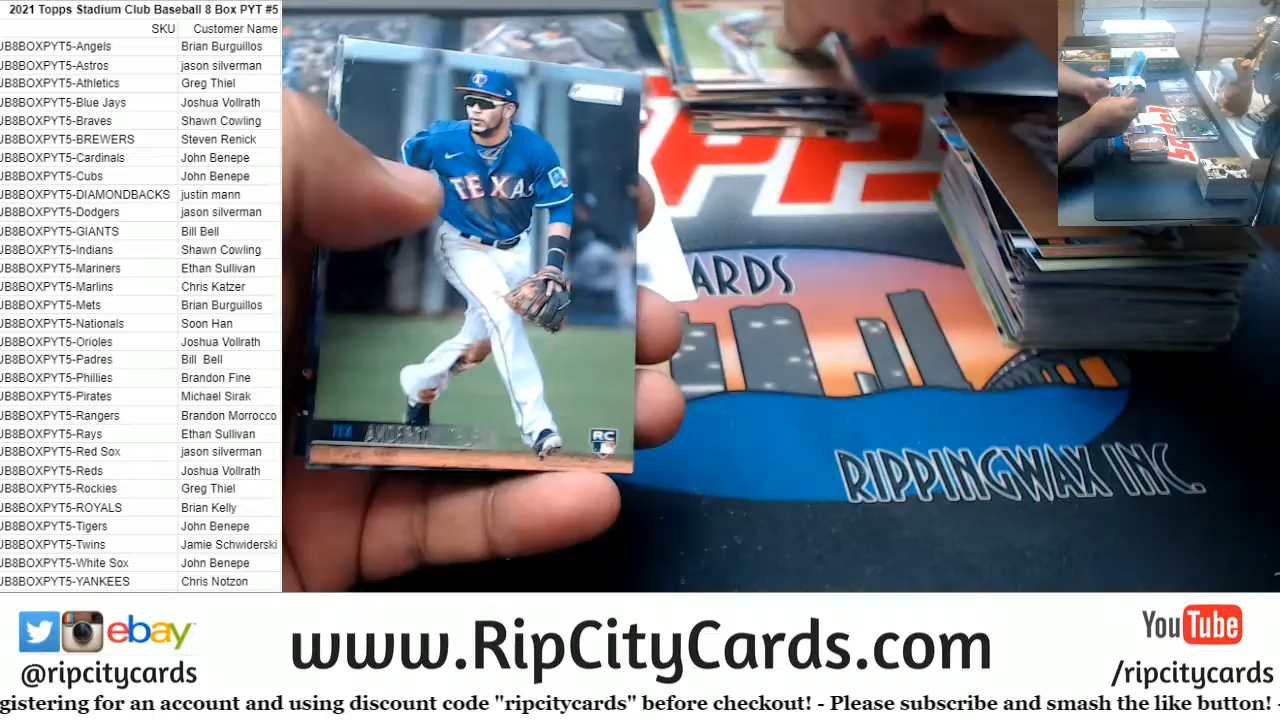 2021 Topps Stadium Club Baseball 8 Box PYT #5
SKU Customer Name
JB8BOXPYT5-Angels Brian Burguillos
JB8BOXPYT5-Astros jason silverman
JB8BOXPYT5-Athletics Greg Thiel
JB8BOXPYT5-Blue Jays Joshua Vollrath
JB8BOXPYT5-Braves Shawn Cowling
JB8BOXPYT5-BREWERS Steven Renick
JB8BOXPYT5-Cardinals John Benepe
JB8BOXPYT5-Cubs John Benepe
JB8BOXPYT5-DIAMONDBACKS justin mann
JB8BOXPYT5-Dodgers jason silverman
JB8BOXPYT5-GIANTS Bill Bell
JB8BOXPYT5-Indians Shawn Cowling
JB8BOXPYT5-Mariners Ethan Sullivan
JB8BOXPYT5-Marlins Chris Katzer
JB8BOXPYT5-Mets Brian Burguillos
JB8BOXPYT5-Nationals Soon Han
JB8BOXPYT5-Orioles Joshua Vollrath
JB8BOXPYT5-Padres Bill Bell
JB8BOXPYT5-Phillies Brandon Fine
JB8BOXPYT5-Pirates Michael Sirak
JB8BOXPYT5-Rangers Brandon Morrocco
JB8BOXPYT5-Rays Ethan Sullivan
JB8BOXPYT5-Red Sox jason silverman
JB8BOXPYT5-Reds Joshua Vollrath
JB8BOXPYT5-Rockies Greg Thiel
JB8BOXPYT5-ROYALS Brian Kelly
JB8BOXPYT5-Tigers John Benepe
JB8BOXPYT5-Twins Jamie Schwiderski
JB8BOXPYT5-White Sox John Benepe
JB8BOXPYT5-YANKEES Chris Notzon
TEXAS
TEX
RC
ARDS
RIPPINGWAX INC.
ebay
@ripcitycards
www.RipCityCards.com
YouTube
/ripcitycards
gistering for an account and using discount code "ripcitycards" before checkout! - Please subscribe and smash the like button! -